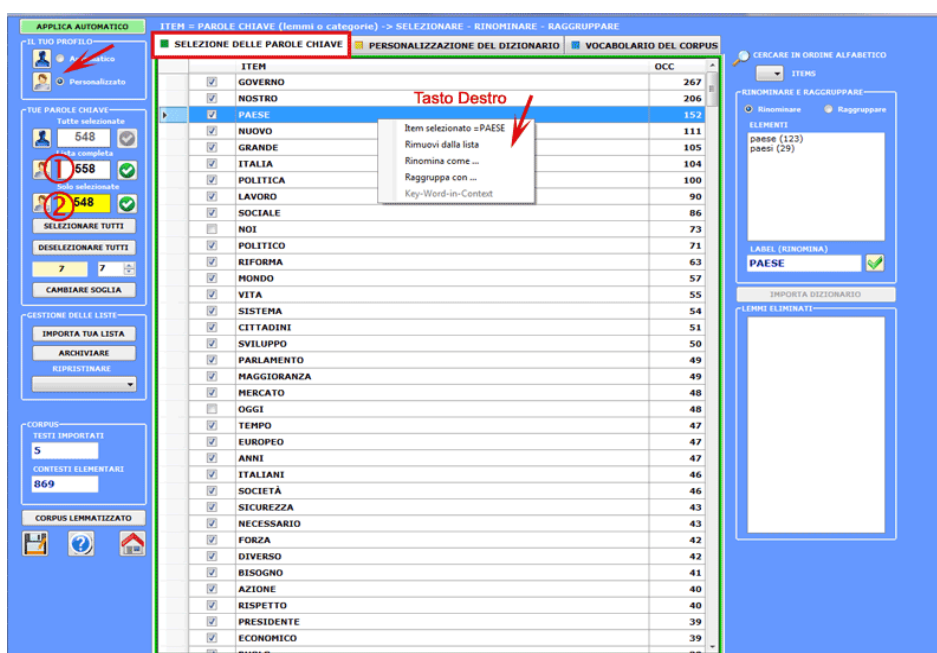 APPLICA AUTOMATICO
ITEM = PAROLE CHIAVE (lemmi o categorie) -> SELEZIONARE - RINOMINARE - RAGGRUPPARE
IL TUO PROFILO
Automatico
Personalizzato
TUE PAROLE CHIAVE
Tutte selezionate
548
Lista completa
1
558
Solo selezionate
2
548
SELEZIONARE TUTTI
DESELEZIONARE TUTTI
7 7
CAMBIARE SOGLIA
GESTIONE DELLE LISTE
IMPORTA TUA LISTA
ARCHIVIARE
RIPRISTINARE
CORPUS
TESTI IMPORTATI
5
CONTESTI ELEMENTARI
869
CORPUS LEMMATIZZATO
SELEZIONE DELLE PAROLE CHIAVE
PERSONALIZZAZIONE DEL DIZIONARIO
VOCABOLARIO DEL CORPUS
ITEM OCC
GOVERNO 267
NOSTRO 206
PAESE 152
NUOVO 111
GRANDE 105
ITALIA 104
POLITICA 100
LAVORO 90
SOCIALE 86
NOI 73
POLITICO 71
RIFORMA 63
MONDO 57
VITA 55
SISTEMA 54
CITTADINI 51
SVILUPPO 50
PARLAMENTO 49
MAGGIORANZA 49
MERCATO 48
OGGI 48
TEMPO 47
EUROPEO 47
ANNI 47
ITALIANI 46
SOCIETÀ 46
SICUREZZA 43
NECESSARIO 43
FORZA 42
DIVERSO 42
BISOGNO 41
AZIONE 40
RISPETTO 40
PRESIDENTE 39
ECONOMICO 39
Tasto Destro
Item selezionato =PAESE
Rimuovi dalla lista
Rinomina come ...
Raggruppa con ...
Key-Word-in-Context
CERCARE IN ORDINE ALFABETICO
ITEMS
RINOMINARE E RAGGRUPPARE
Rinominare
Raggruppare
ELEMENTI
paese (123)
paesi (29)
LABEL (RINOMINA)
PAESE
IMPORTA DIZIONARIO
LEMMI ELIMINATI